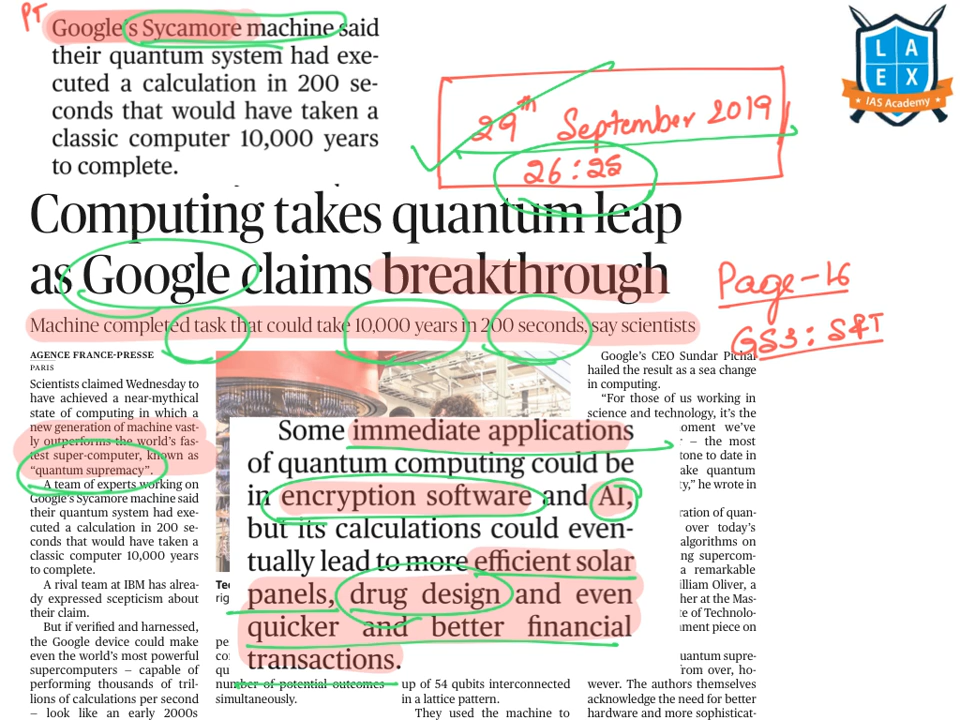 PT
Google's Sycamore machine said
their quantum system had exe-
cuted a calculation in 200 se-
conds that would have taken a
classic computer 10,000 years
to complete.
29th September 2019
26:28
LAEX
IAS Academy
Computing takes quantum leap
as Google claims breakthrough
Machine completed task that could take 10,000 years in 200 seconds, say scientists
Page-16
GS3: S&T
AGENCE FRANCE-PRESSE
PARIS
Scientists claimed Wednesday to
have achieved a near-mythical
state of computing in which a
new generation of machine vast-
ly outperforms the world's fas-
test super-computer, known as
“quantum supremacy”.
A team of experts working on
Google's Sycamore machine said
their quantum system had exe-
cuted a calculation in 200 se-
conds that would have taken a
classic computer 10,000 years
to complete.
A rival team at IBM has alrea-
dy expressed scepticism about
their claim.
But if verified and harnessed,
the Google device could make
even the world's most powerful
supercomputers – capable of
performing thousands of tril-
lions of calculations per second
– look like an early 2000s
Some immediate applications
of quantum computing could be
in encryption software and AI,
but its calculations could even-
tually lead to more efficient solar
panels, drug design and even
quicker and better financial
transactions.
number of potential outcomes
simultaneously.
up of 54 qubits interconnected
in a lattice pattern.
They used the machine to
Google's CEO Sundar Pichai
hailed the result as a sea change
in computing.
“For those of us working in
science and technology, it's the
moment we've
– the most
tone to date in
ake quantum
ty,” he wrote in
ration of quan-
over today's
algorithms on
ng supercom-
a remarkable
illiam Oliver, a
her at the Mas-
te of Technolo-
ment piece on
uantum supre-
from over, ho-
wever. The authors themselves
acknowledge the need for better
hardware and more sophisticat-